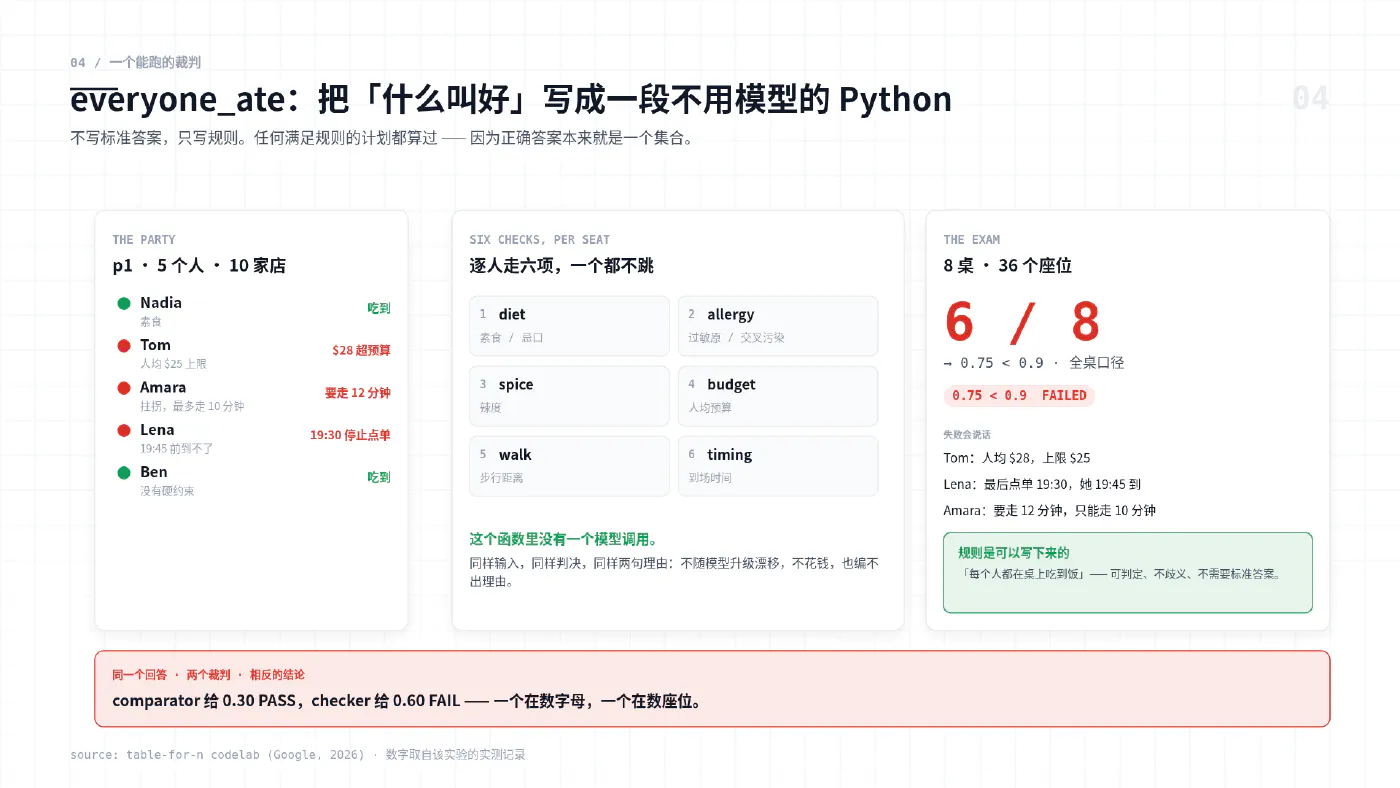 04 / 一个能跑的裁判
everyone_ate：把「什么叫好」写成一段不用模型的 Python
04
不写标准答案，只写规则。任何满足规则的计划都算过 —— 因为正确答案本来就是一个集合。
THE PARTY
p1 · 5 个人 · 10 家店
Nadia
素食
吃到
Tom
人均 $25 上限
$28 超预算
Amara
拄拐，最多走 10 分钟
要走 12 分钟
Lena
19:45 前到不了
19:30 停止点单
Ben
没有硬约束
吃到
SIX CHECKS, PER SEAT
逐人走六项，一个都不跳
1 diet
素食 / 忌口
2 allergy
过敏原 / 交叉污染
3 spice
辣度
4 budget
人均预算
5 walk
步行距离
6 timing
到场时间
这个函数里没有一个模型调用。
同样输入，同样判决，同样两句理由：不随模型升级漂移，不花钱，也编不
出理由。
THE EXAM
8 桌 · 36 个座位
6 / 8
→ 0.75 < 0.9 · 全桌口径
0.75 < 0.9 FAILED
失败会说话
Tom：人均 $28，上限 $25
Lena：最后点单 19:30，她 19:45 到
Amara：要走 12 分钟，只能走 10 分钟
规则是可以写下来的
「每个人都在桌上吃到饭」—— 可判定、不歧义、不需要标准答案。
同一个回答 · 两个裁判 · 相反的结论
comparator 给 0.30 PASS，checker 给 0.60 FAIL —— 一个在数字母，一个在数座位。
source: table-for-n codelab (Google, 2026) · 数字取自该实验的实测记录